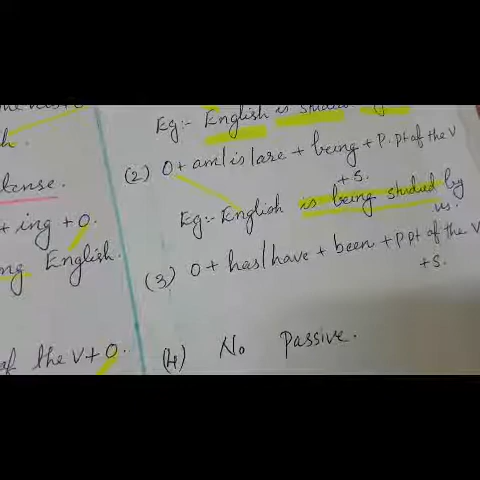 h.
tense.
+ ing + O.
ng English.
of the V + O.
Eg:- English is studied
(2) O + am/is/are + being + P.pt of the V
+ S.
Eg:- English is being studied by
us.
(3) O + has/have + been + P.pt of the V
+ S.
(4) No Passive.